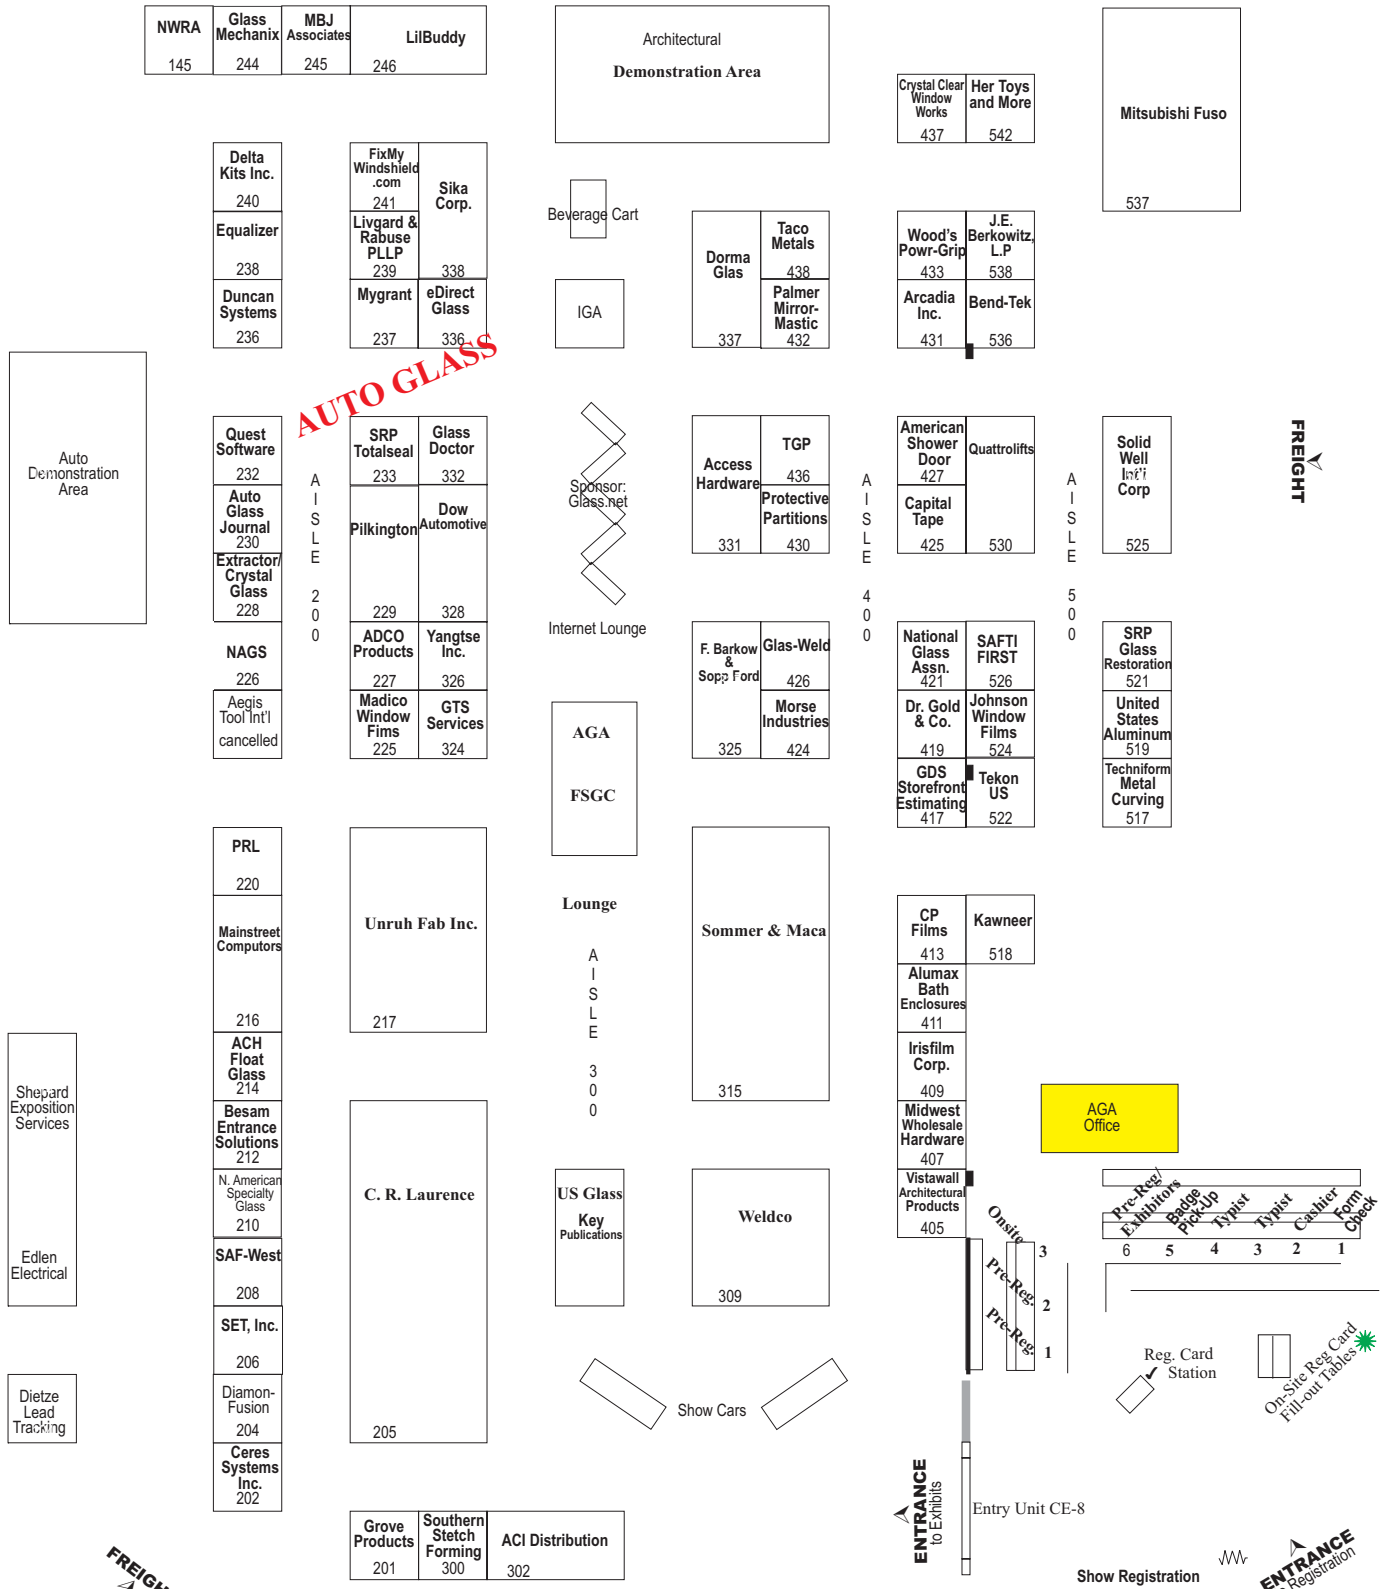 NWRA
145
Glass
Mechanix
244
MBJ
Associates
245
LilBuddy
246
Architectural
Demonstration Area
Crystal Clear
Window
Works
437
Her Toys
and More
542
Mitsubishi Fuso
537
Delta
Kits Inc.
240
FixMy
Windshield
.com
241
Sika
Corp.
338
Beverage Cart
Equalizer
238
Livgard &
Rabuse
PLLP
239
Dorma
Glas
337
Taco
Metals
438
Wood's
Powr-Grip
433
J.E.
Berkowitz,
L.P
538
Duncan
Systems
236
Mygrant
237
eDirect
Glass
336
IGA
Palmer
Mirror-
Mastic
432
Arcadia
Inc.
431
Bend-Tek
536
AUTO GLASS
Auto
Demonstration
Area
Quest
Software
232
AISLE 200
SRP
Totalseal
233
Glass
Doctor
332
Sponsor:
Glass.net
Access
Hardware
331
TGP
436
AISLE 400
American
Shower
Door
427
Quattrolifts
530
AISLE 500
Solid
Well
Int'l
Corp
525
FREIGHT
Auto
Glass
Journal
230
Pilkington
229
Dow
Automotive
328
Protective
Partitions
430
Capital
Tape
425
Extractor/
Crystal
Glass
228
Internet Lounge
NAGS
226
ADCO
Products
227
Yangtse
Inc.
326
F. Barkow
&
Sopp Ford
325
Glas-Weld
426
National
Glass
Assn.
421
SAFTI
FIRST
526
SRP
Glass
Restoration
521
Aegis
Tool Int'l
cancelled
Madico
Window
Fims
225
GTS
Services
324
AGA
FSGC
Morse
Industries
424
Dr. Gold
& Co.
419
Johnson
Window
Films
524
United
States
Aluminum
519
GDS
Storefront
Estimating
417
Tekon
US
522
Techniform
Metal
Curving
517
PRL
220
Unruh Fab Inc.
217
Lounge
AISLE 300
Sommer & Maca
315
Mainstreet
Computors
216
CP
Films
413
Kawneer
518
Alumax
Bath
Enclosures
411
Shepard
Exposition
Services
Edlen
Electrical
ACH
Float
Glass
214
Irisfilm
Corp.
409
Besam
Entrance
Solutions
212
C. R. Laurence
205
Midwest
Wholesale
Hardware
407
AGA
Office
N. American
Specialty
Glass
210
US Glass
Key
Publications
Weldco
309
Vistawall
Architectural
Products
405
Pre-Reg/
Exhibitors
6
Badge
Pick-Up
5
Typist
4
Typist
3
Cashier
2
Form
Check
1
Onsite
3
Pre-Reg.
2
Pre-Reg.
1
SAF-West
208
SET, Inc.
206
Dietze
Lead
Tracking
Diamon-
Fusion
204
Show Cars
Reg. Card
Station
On-Site Reg Card
Fill-out Tables
Ceres
Systems
Inc.
202
ENTRANCE
to Exhibits
Entry Unit CE-8
Grove
Products
201
Southern
Stetch
Forming
300
ACI Distribution
302
FREIGH
Show Registration
ENTRANCE
Registration